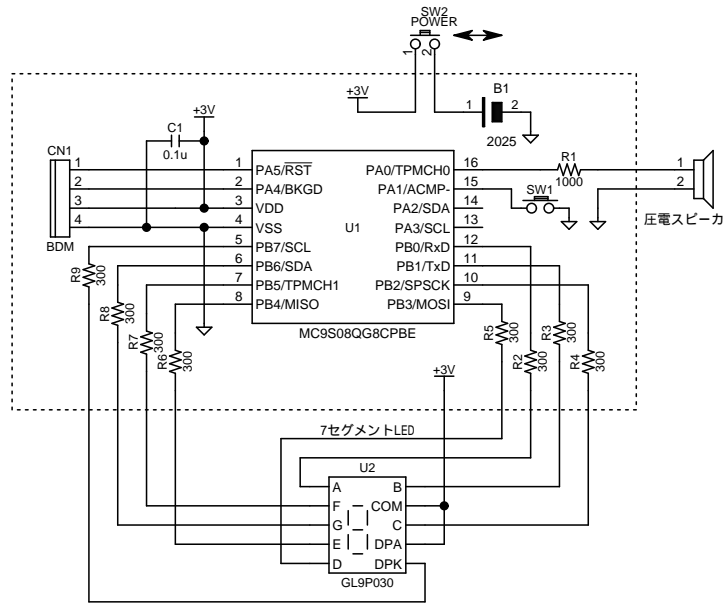 SW2
POWER
1
2
+3V
B1
1
2
2025
+3V
C1
0.1u
CN1
1
2
3
4
BDM
1
2
3
4
5
6
7
8
PA5/RST
PA4/BKGD
VDD
VSS
PB7/SCL
PB6/SDA
PB5/TPMCH1
PB4/MISO
U1
PA0/TPMCH0
PA1/ACMP-
PA2/SDA
PA3/SCL
PB0/RxD
PB1/TxD
PB2/SPSCK
PB3/MOSI
16
15
14
13
12
11
10
9
MC9S08QG8CPBE
R1
1000
SW1
1
2
圧電スピーカ
R9
300
R8
300
R7
300
R6
300
R5
300
R2
300
R3
300
R4
300
+3V
7セグメントLED
U2
A
F
G
E
D
B
COM
C
DPA
DPK
GL9P030